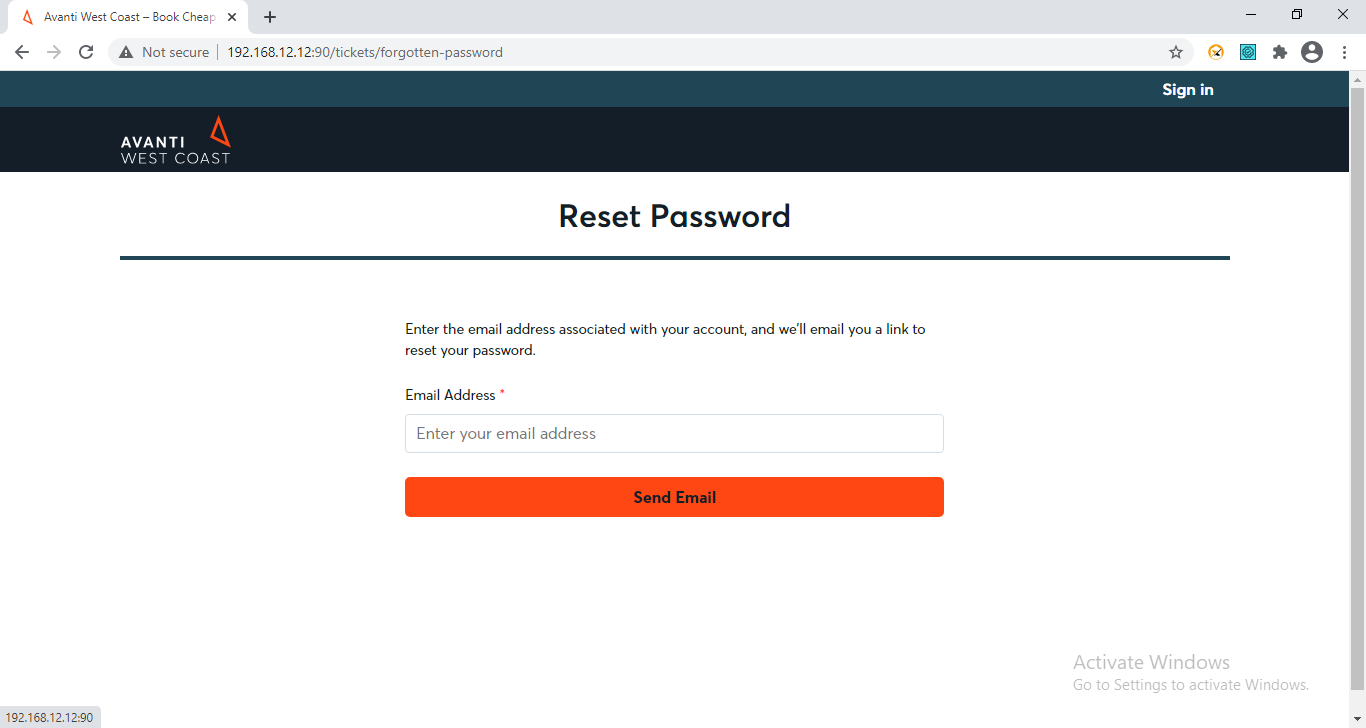 Avanti West Coast – Book Cheap
Not secure
192.168.12.12:90/tickets/forgotten-password
Sign in
AVANTI
WEST COAST
Reset Password
Enter the email address associated with your account, and we'll email you a link to
reset your password.
Email Address *
Enter your email address
Send Email
Activate Windows
Go to Settings to activate Windows.
192.168.12.12:90